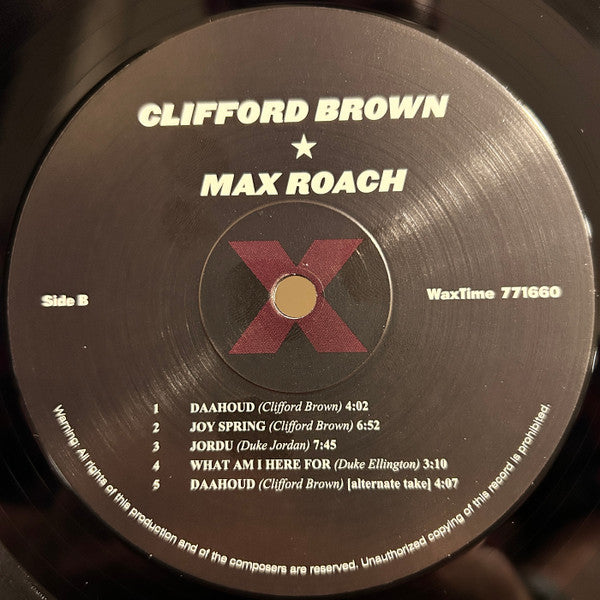 CLIFFORD BROWN
★
MAX ROACH
X
Side B
WaxTime 771660
1 DAAHOUD (Clifford Brown) 4:02
2 JOY SPRING (Clifford Brown) 6:52
3 JORDU (Duke Jordan) 7:45
4 WHAT AM I HERE FOR (Duke Ellington) 3:10
5 DAAHOUD (Clifford Brown) [alternate take] 4:07
Warning: All rights of this production and of the composers are reserved. Unauthorized copying of this record is prohibited.